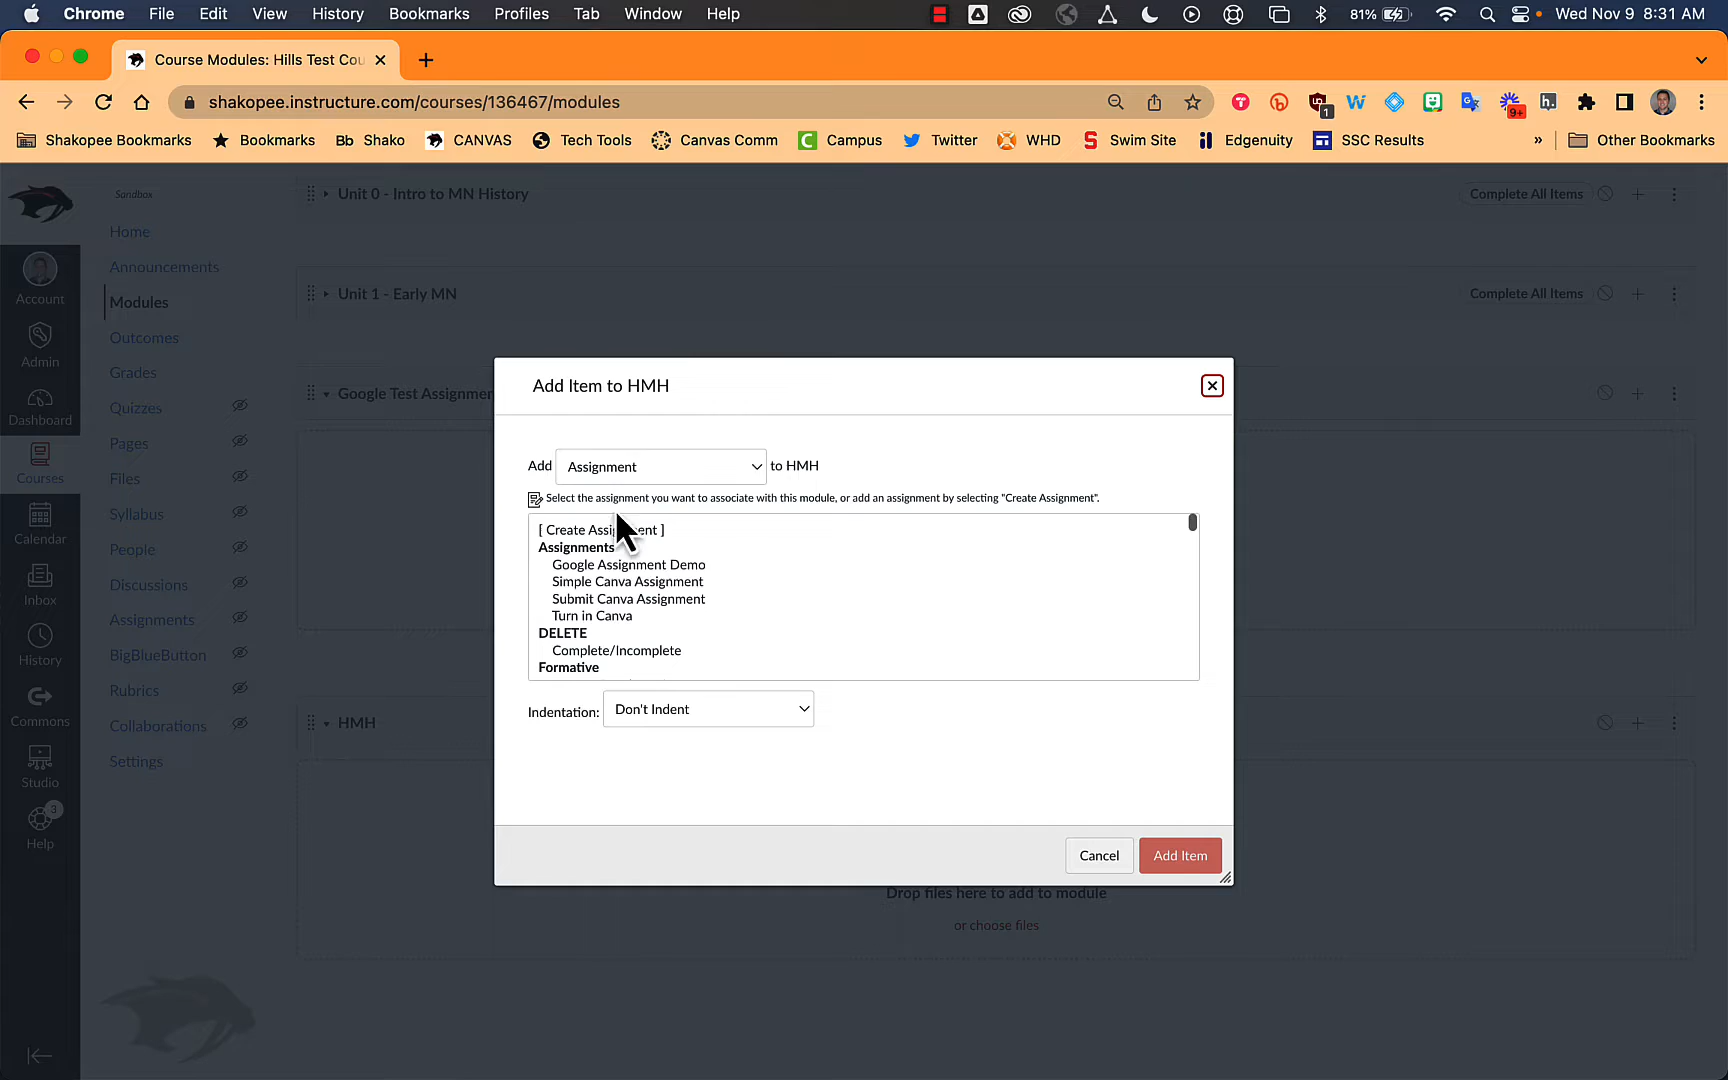 Chrome File Edit View History Bookmarks Profiles Tab Window Help 81% Wed Nov 9 8:31 AM
Course Modules: Hills Test Cou
shakopee.instructure.com/courses/136467/modules
1
9+
Shakopee Bookmarks Bookmarks Bb Shako CANVAS Tech Tools Canvas Comm Campus Twitter WHD Swim Site Edgenuity SSC Results » Other Bookmarks
Account
Admin
Dashboard
Courses
Calendar
Inbox
History
Commons
Studio
3
Help
Sandbox
Home
Announcements
Modules
Outcomes
Grades
Quizzes
Pages
Files
Syllabus
People
Discussions
Assignments
BigBlueButton
Rubrics
Collaborations
Settings
Unit 0 - Intro to MN History Complete All Items
Unit 1 - Early MN Complete All Items
Google Test Assignmen
HMH
Add Item to HMH
Add Assignment to HMH
Select the assignment you want to associate with this module, or add an assignment by selecting "Create Assignment".
[ Create Assignment ]
Assignments
Google Assignment Demo
Simple Canva Assignment
Submit Canva Assignment
Turn in Canva
DELETE
Complete/Incomplete
Formative
Indentation: Don't Indent
Cancel Add Item
Drop files here to add to module
or choose files